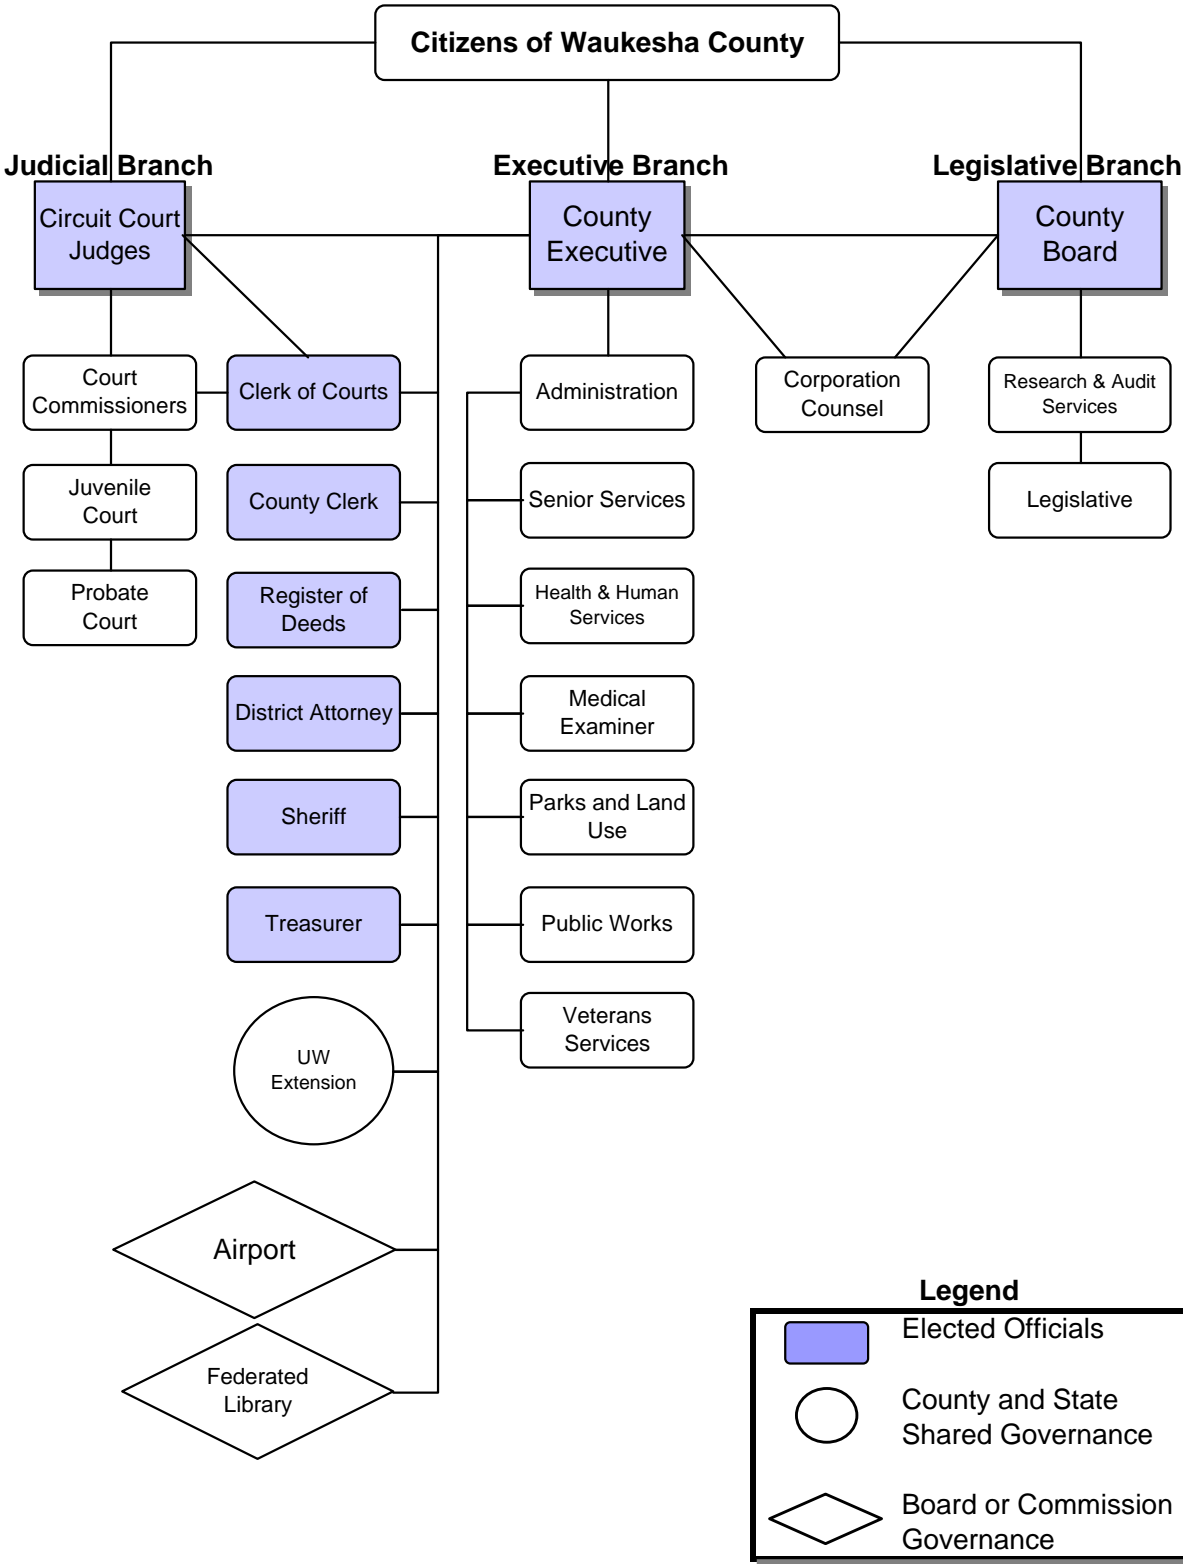 Citizens of Waukesha County
Judicial Branch
Executive Branch
Legislative Branch
Circuit Court
Judges
County
Executive
County
Board
Court
Commissioners
Clerk of Courts
Administration
Corporation
Counsel
Research & Audit
Services
Juvenile
Court
County Clerk
Senior Services
Legislative
Probate
Court
Register of
Deeds
Health & Human
Services
District Attorney
Medical
Examiner
Sheriff
Parks and Land
Use
Treasurer
Public Works
UW
Extension
Veterans
Services
Airport
Federated
Library
Legend
Elected Officials
County and State
Shared Governance
Board or Commission
Governance